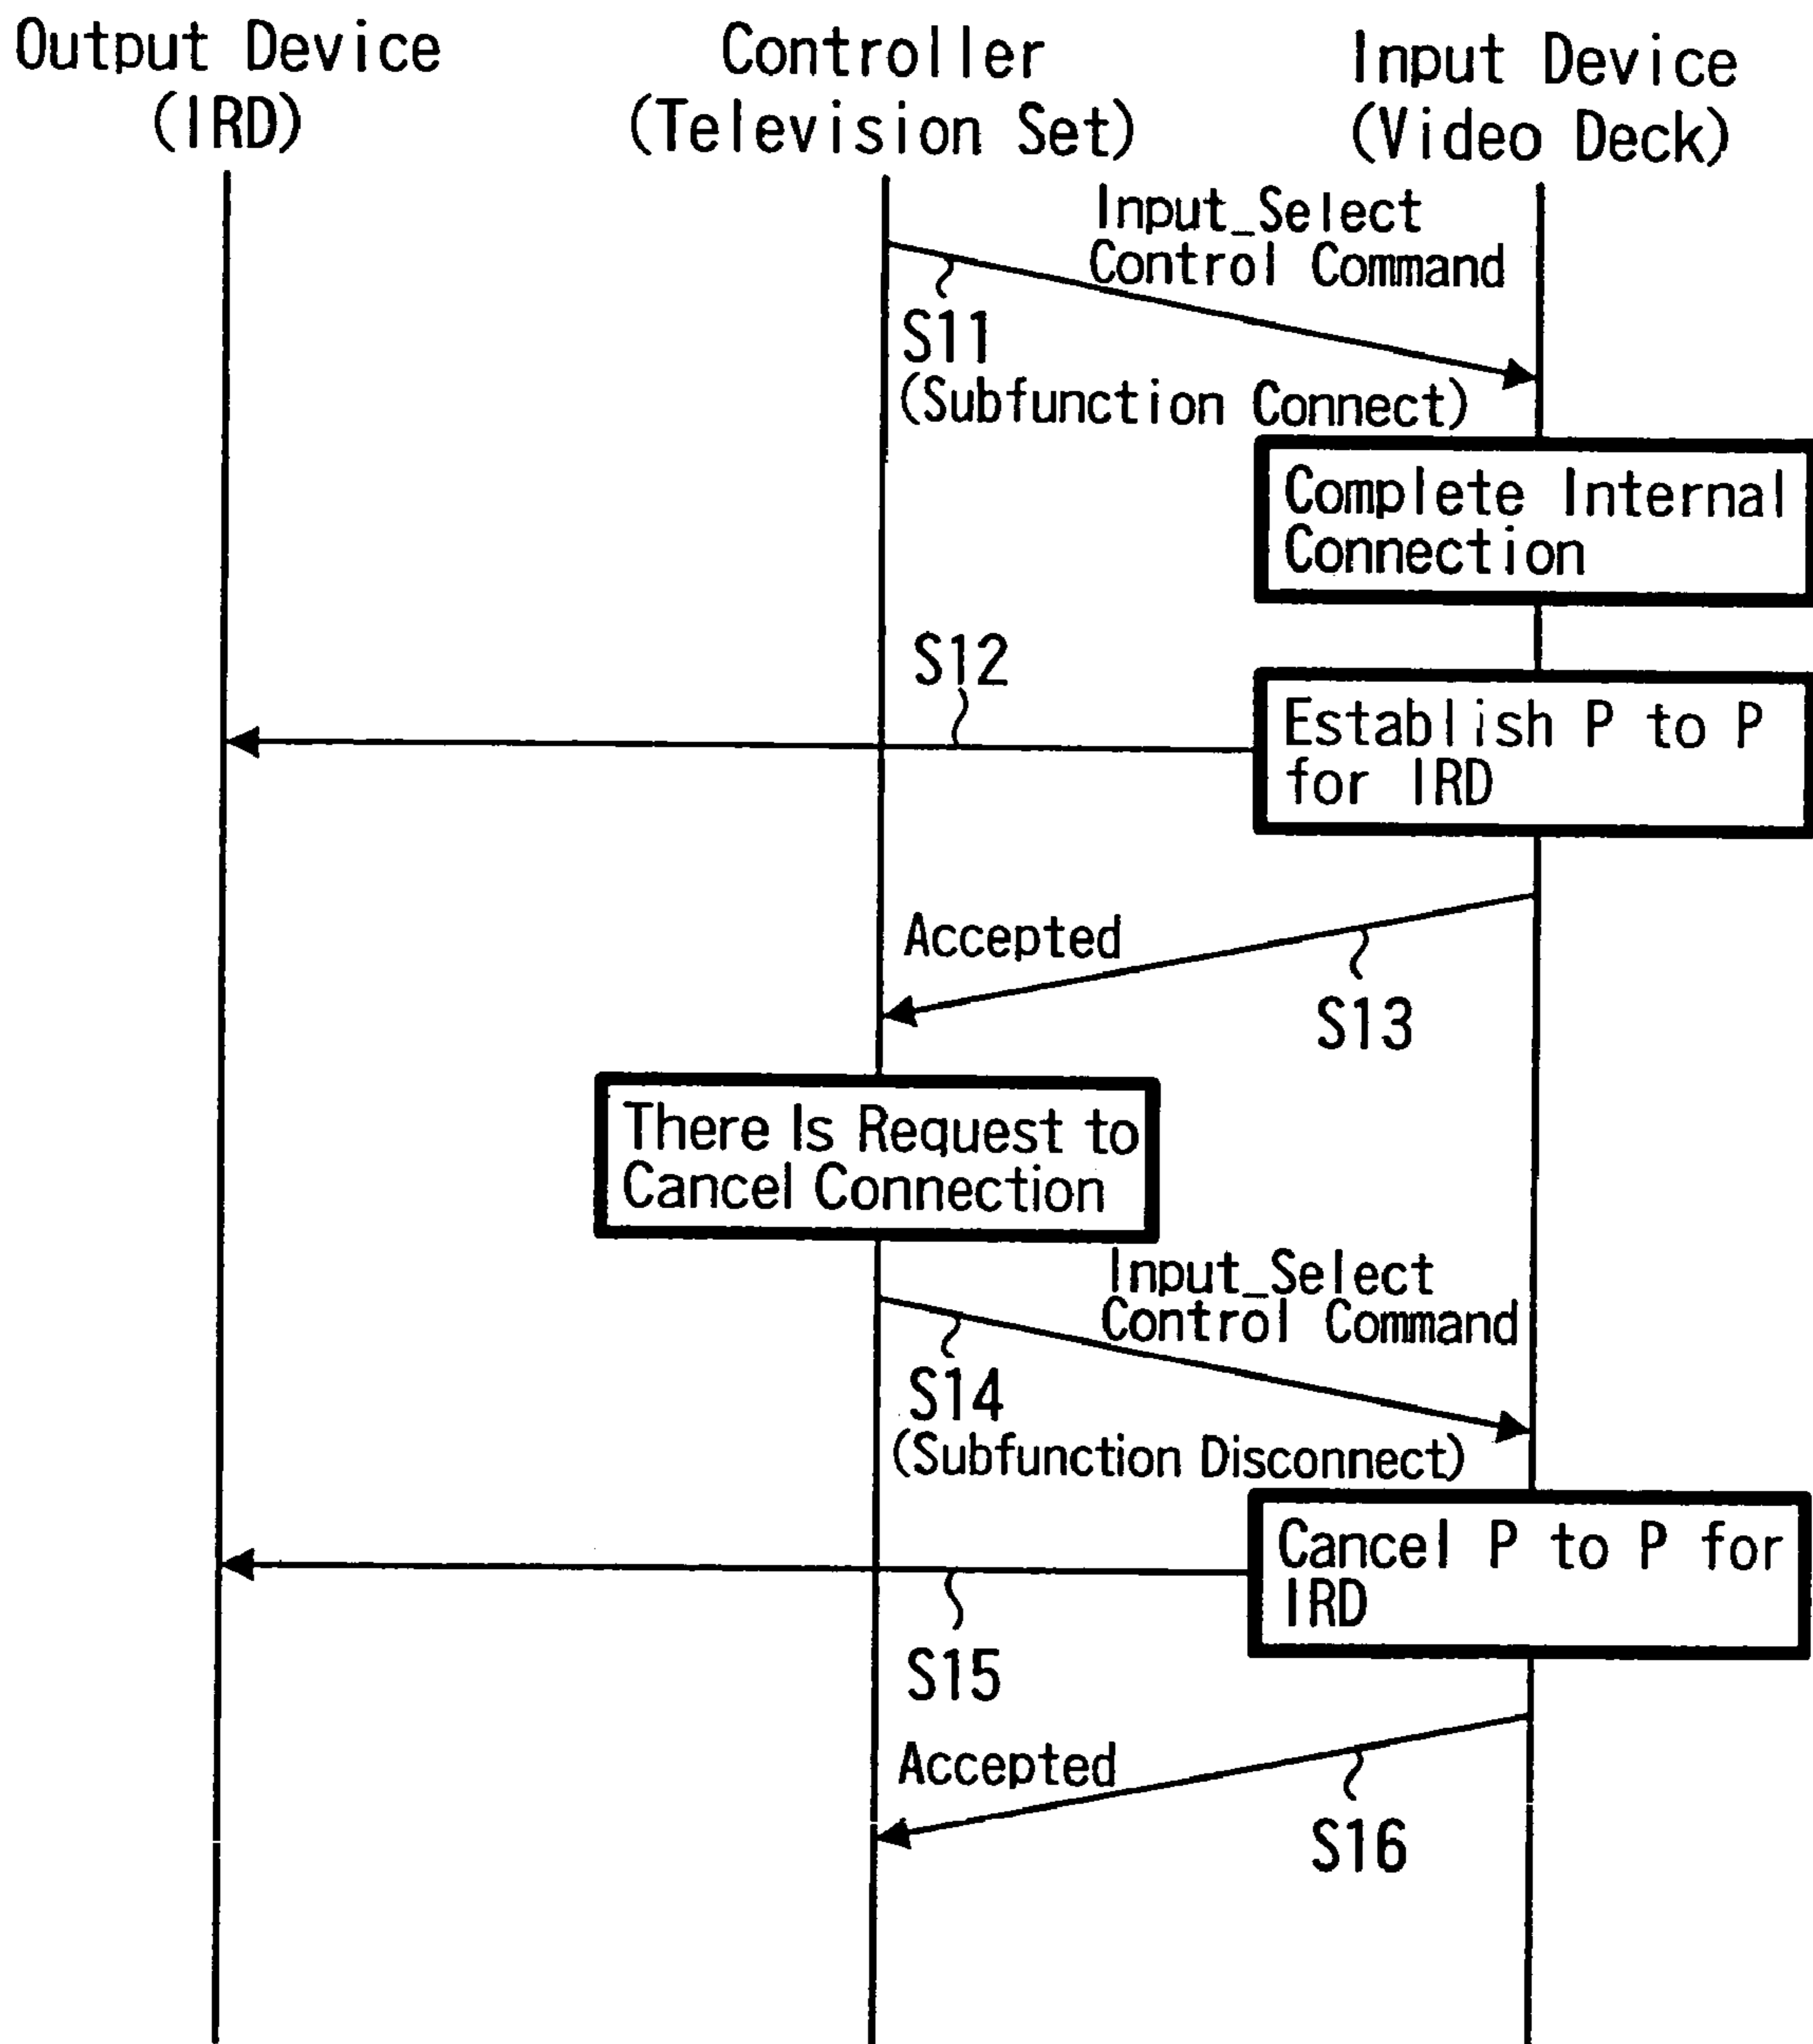 Output Device
(IRD)
Controller
(Television Set)
Input Device
(Video Deck)
Input_Select
Control Command
S11
(Subfunction Connect)
Complete Internal
Connection
S12
Establish P to P
for IRD
Accepted
S13
There Is Request to
Cancel Connection
Input_Select
Control Command
S14
(Subfunction Disconnect)
Cancel P to P for
IRD
S15
Accepted
S16